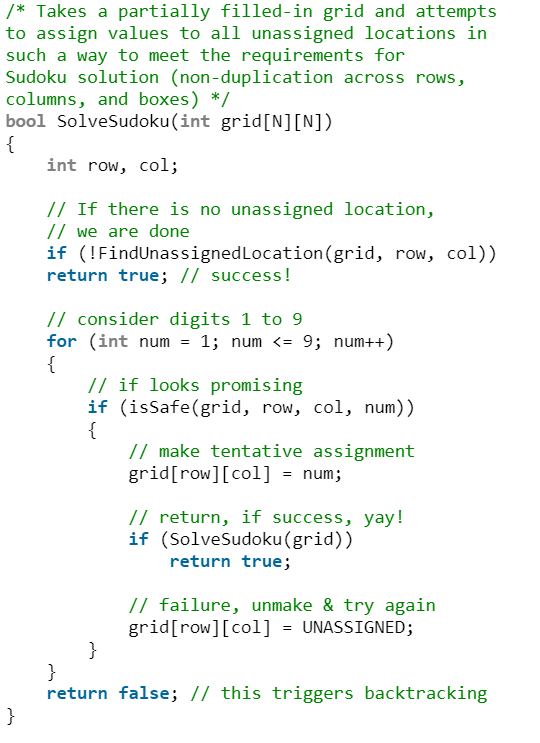 /* Takes a partially filled-in grid and attempts
to assign values to all unassigned locations in
such a way to meet the requirements for
Sudoku solution (non-duplication across rows,
columns, and boxes) */
bool SolveSudoku(int grid[N][N])
{
    int row, col;

    // If there is no unassigned location,
    // we are done
    if (!FindUnassignedLocation(grid, row, col))
    return true; // success!

    // consider digits 1 to 9
    for (int num = 1; num <= 9; num++)
    {
        // if looks promising
        if (isSafe(grid, row, col, num))
        {
            // make tentative assignment
            grid[row][col] = num;

            // return, if success, yay!
            if (SolveSudoku(grid))
                return true;

            // failure, unmake & try again
            grid[row][col] = UNASSIGNED;
        }
    }
    return false; // this triggers backtracking
}